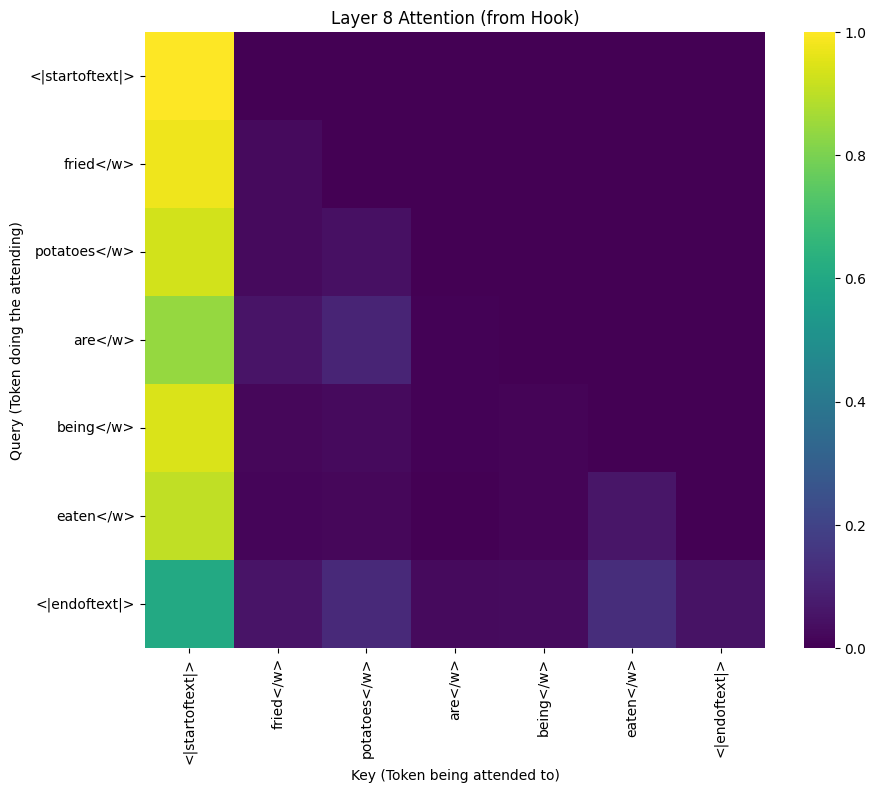 Layer 8 Attention (from Hook)
Query (Token doing the attending)
<|startoftext|>
fried</w>
potatoes</w>
are</w>
being</w>
eaten</w>
<|endoftext|>
1.0
0.8
0.6
0.4
0.2
0.0
<|startoftext|>
fried</w>
potatoes</w>
are</w>
being</w>
eaten</w>
<|endoftext|>
Key (Token being attended to)